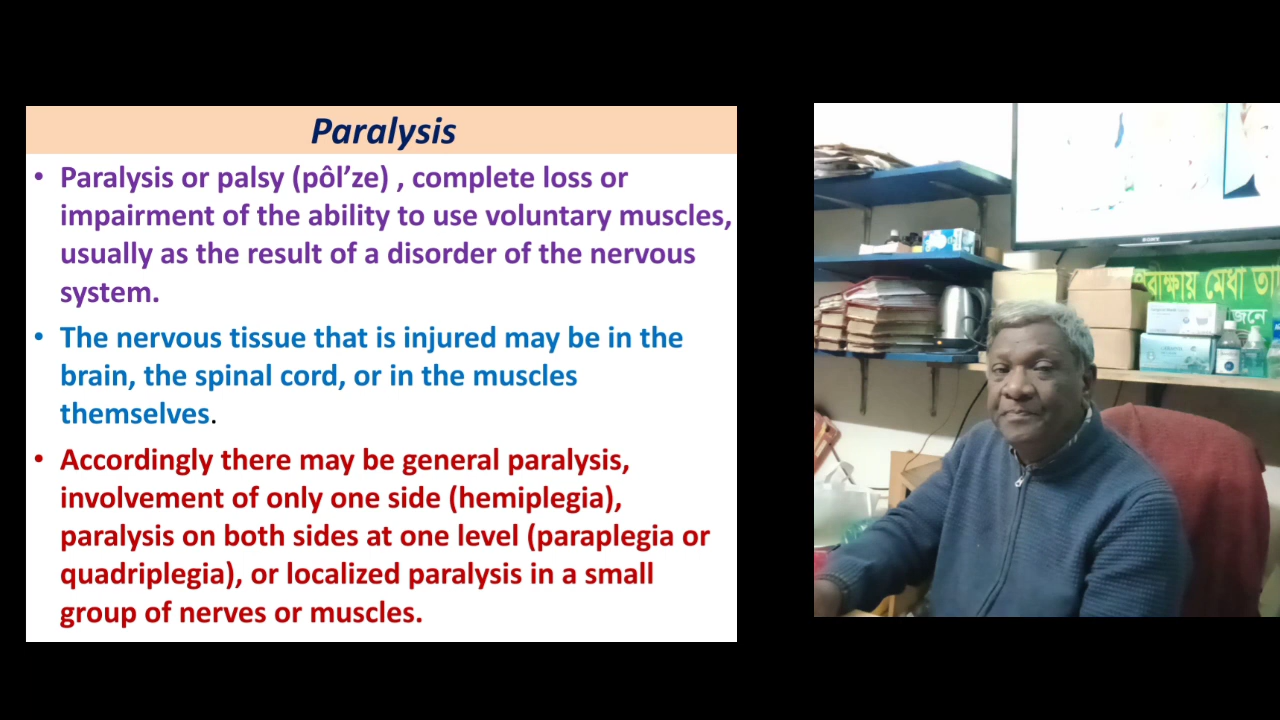 Paralysis
• Paralysis or palsy (pôl’ze) , complete loss or
impairment of the ability to use voluntary muscles,
usually as the result of a disorder of the nervous
system.
• The nervous tissue that is injured may be in the
brain, the spinal cord, or in the muscles
themselves.
• Accordingly there may be general paralysis,
involvement of only one side (hemiplegia),
paralysis on both sides at one level (paraplegia or
quadriplegia), or localized paralysis in a small
group of nerves or muscles.
SONY
মেধা